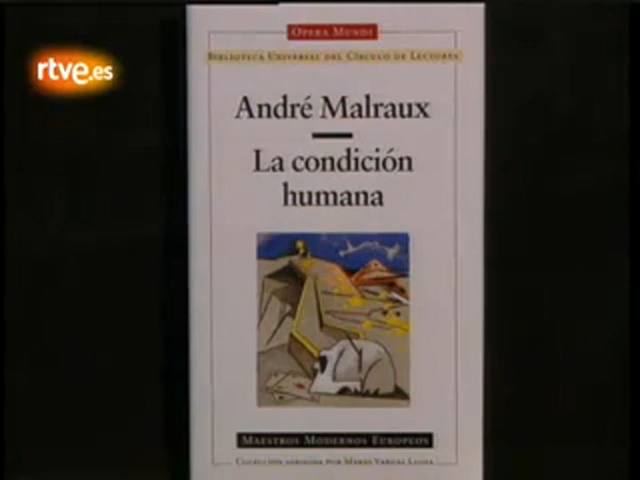 rtve.es
OPERA MUNDI
BIBLIOTECA UNIVERSAL DEL CÍRCULO DE LECTORES
André Malraux
La condición
humana
MAESTROS MODERNOS EUROPEOS
COLECCIÓN DIRIGIDA POR MARIO VARGAS LLOSA